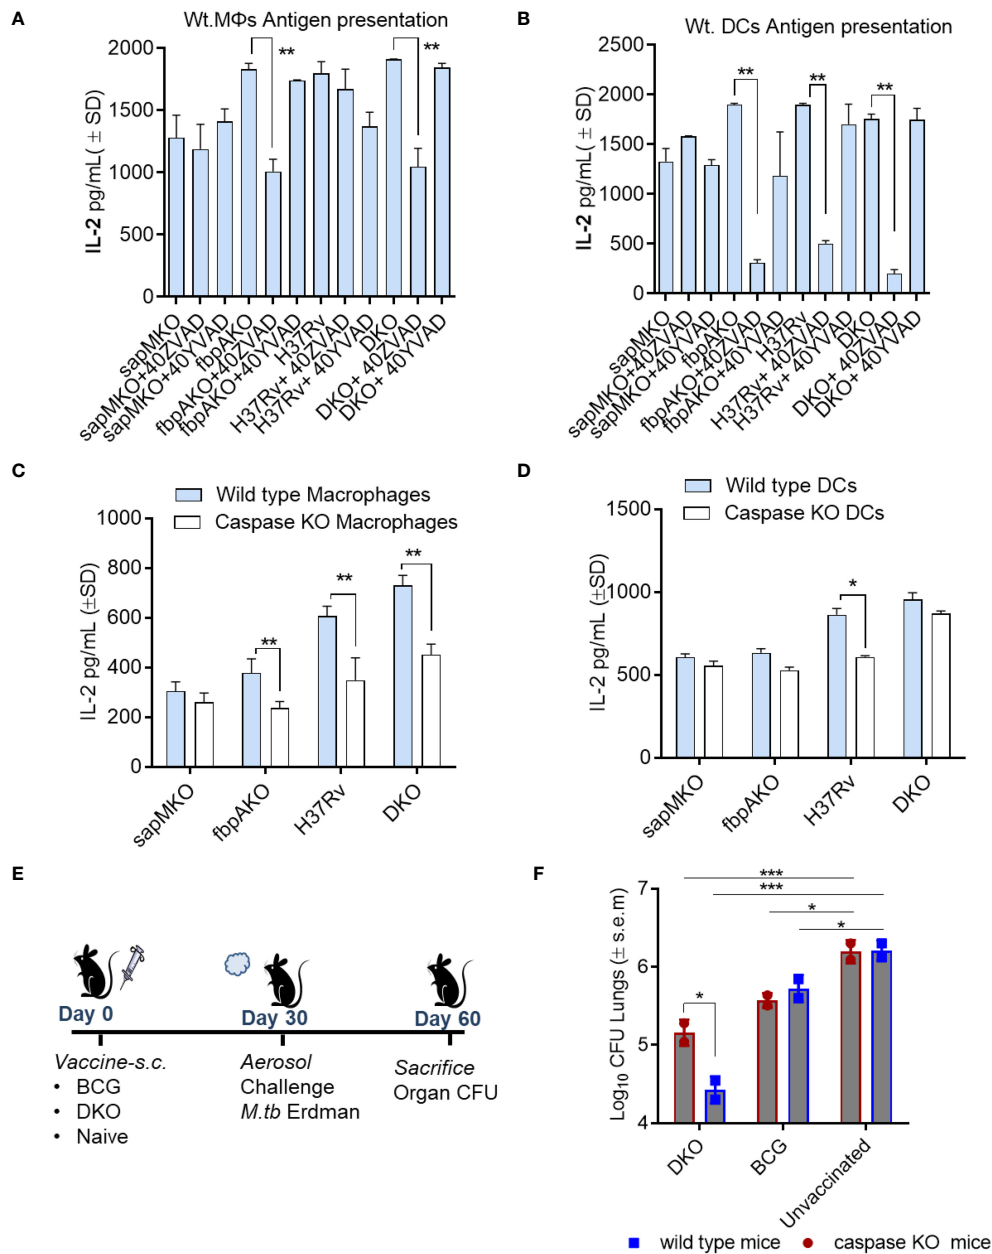 A
Wt.MΦs Antigen presentation
2000
1500
1000
500
0
IL-2 pg/mL( ± SD)
**
**
sapMKO
sapMKO+40ZVAD
sapMKO+40YVAD
fbpAKO
fbpAKO+40ZVAD
fbpAKO+40YVAD
H37Rv
H37Rv+ 40ZVAD
H37Rv+ 40YVAD
DKO
DKO+ 40ZVAD
DKO+ 40YVAD
B
Wt. DCs Antigen presentation
2500
2000
1500
1000
500
0
IL-2 pg/mL( ± SD)
**
**
**
sapMKO
sapMKO+40ZVAD
sapMKO+40YVAD
fbpAKO
fbpAKO+40ZVAD
fbpAKO+40YVAD
H37Rv
H37Rv+ 40ZVAD
H37Rv+ 40YVAD
DKO
DKO+ 40ZVAD
DKO+ 40YVAD
C
Wild type Macrophages
Caspase KO Macrophages
1000
800
600
400
200
0
IL-2 pg/mL (±SD)
**
**
**
sapMKO
fbpAKO
H37Rv
DKO
D
Wild type DCs
Caspase KO DCs
1500
1000
500
0
IL-2 pg/mL (±SD)
*
sapMKO
fbpAKO
H37Rv
DKO
E
Day 0
Day 30
Day 60
Vaccine-s.c.
• BCG
• DKO
• Naive
Aerosol
Challenge
M.tb Erdman
Sacrifice
Organ CFU
F
7
6
5
4
Log10 CFU Lungs (± s.e.m)
***
***
*
*
*
DKO
BCG
Unvaccinated
wild type mice
caspase KO mice